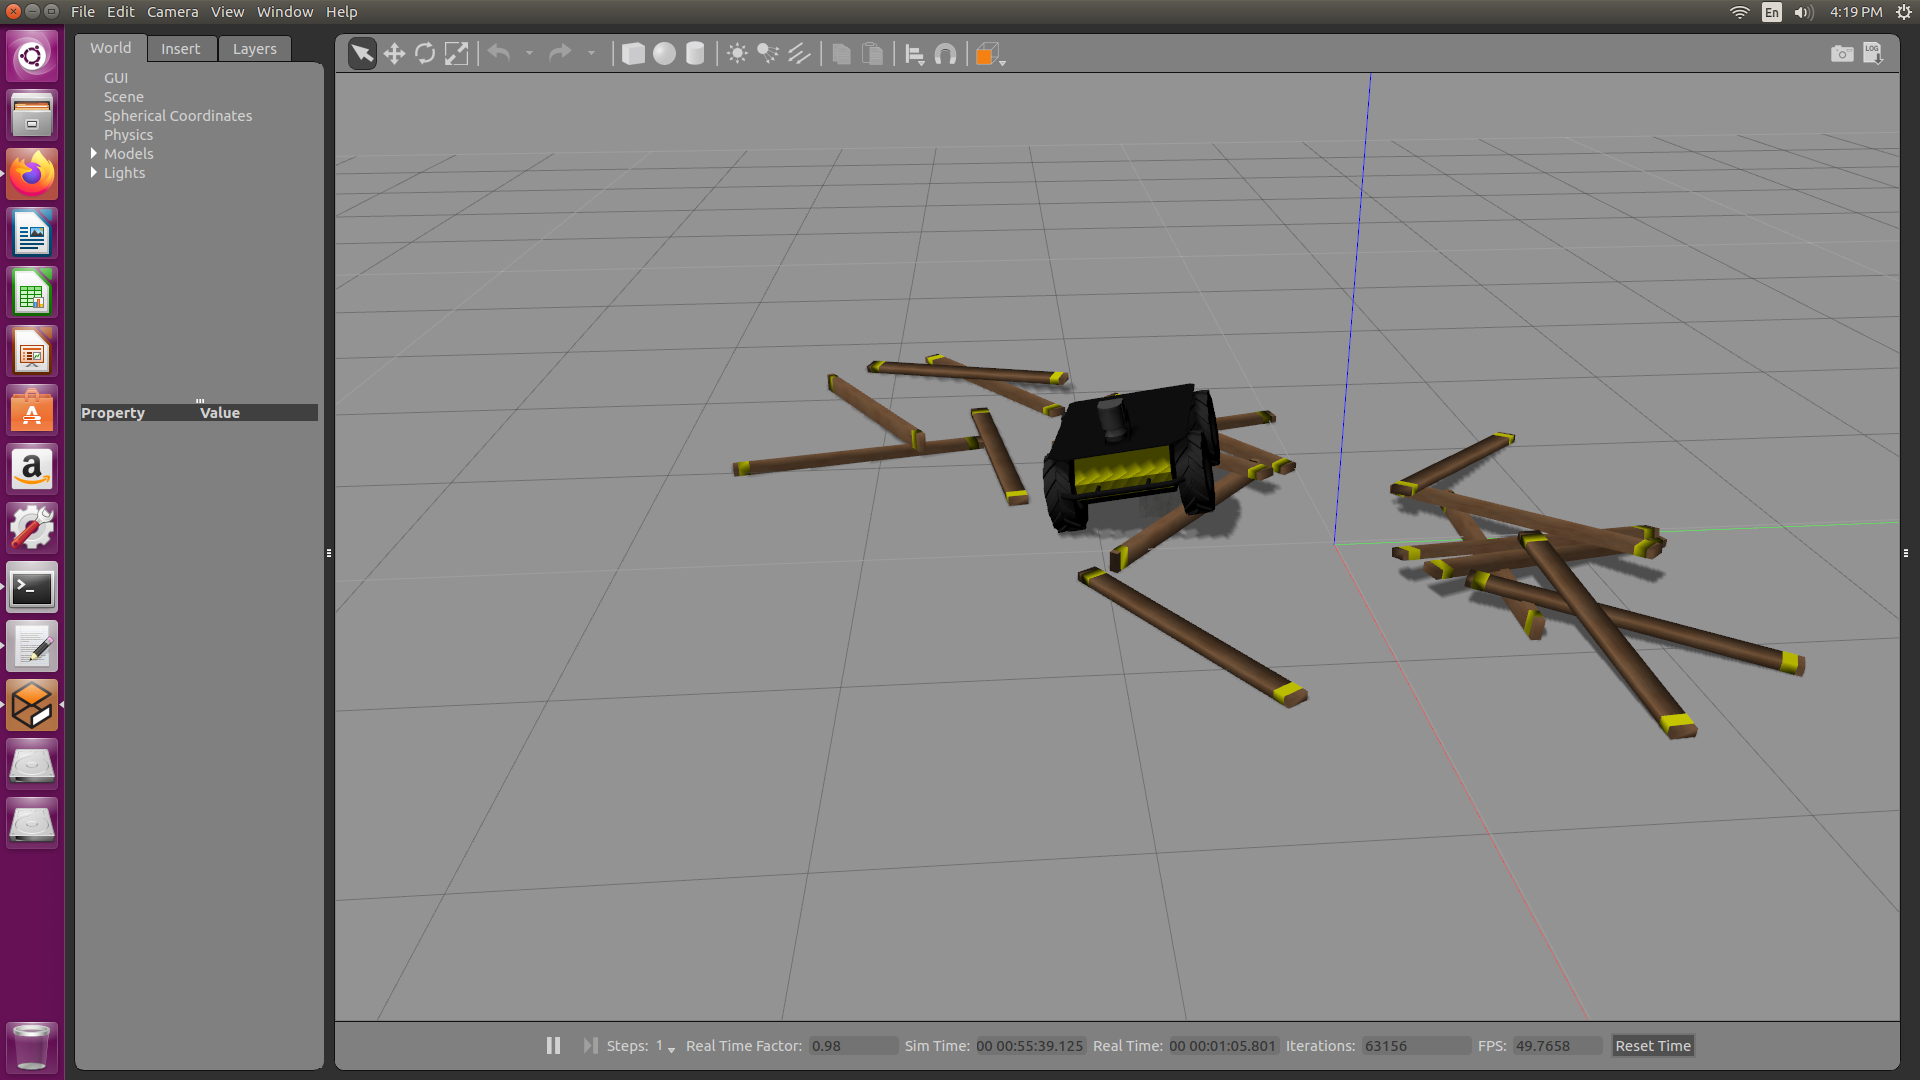 File Edit Camera View Window Help
En 4:19 PM
World Insert Layers
LOG
GUI
Scene
Spherical Coordinates
Physics
Models
Lights
Property Value
Steps: 1 Real Time Factor: 0.98 Sim Time: 00 00:55:39.125 Real Time: 00 00:01:05.801 Iterations: 63156 FPS: 49.7658 Reset Time